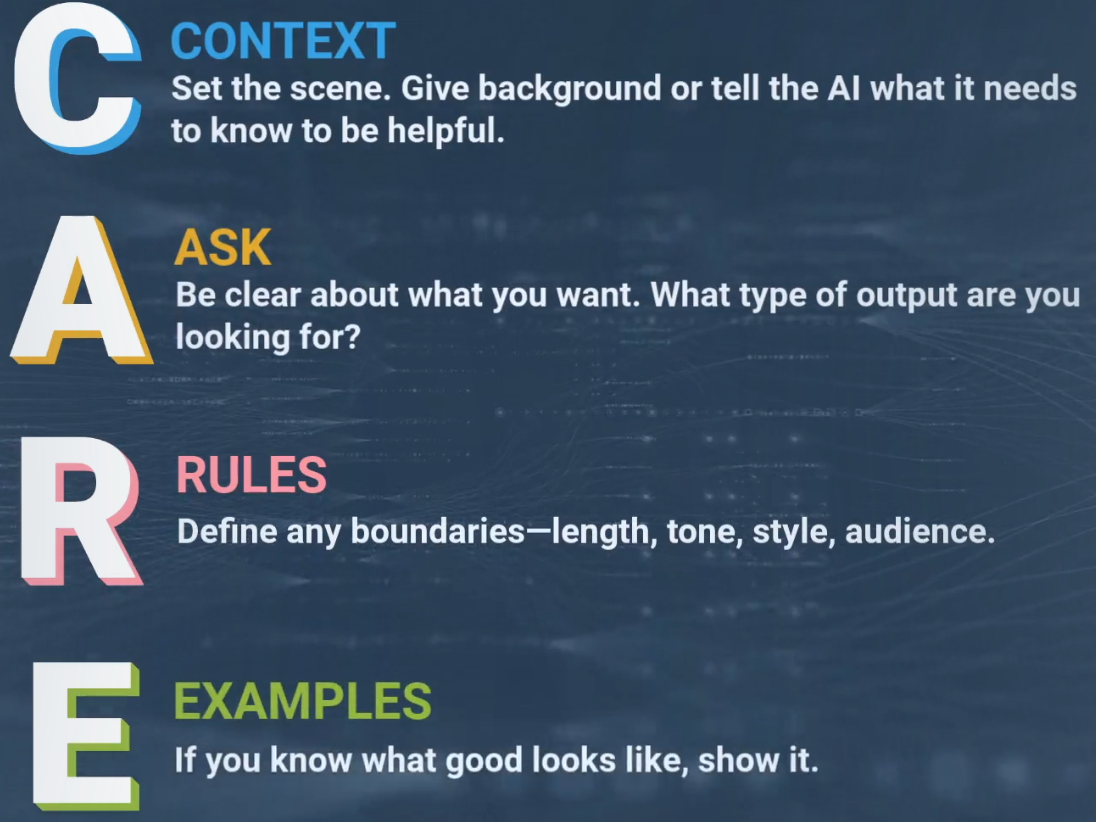 C CONTEXT
Set the scene. Give background or tell the AI what it needs
to know to be helpful.
A ASK
Be clear about what you want. What type of output are you
looking for?
R RULES
Define any boundaries—length, tone, style, audience.
E EXAMPLES
If you know what good looks like, show it.